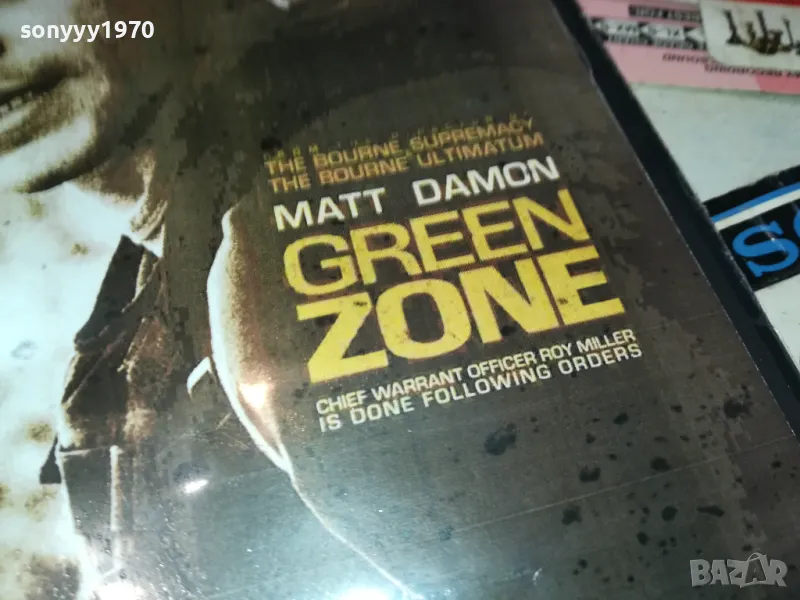 sonyyy1970
THE BOURNE SUPREMACY
THE BOURNE ULTIMATUM
MATT DAMON
GREEN
ZONE
CHIEF WARRANT OFFICER ROY MILLER
IS DONE FOLLOWING ORDERS
BAZAR